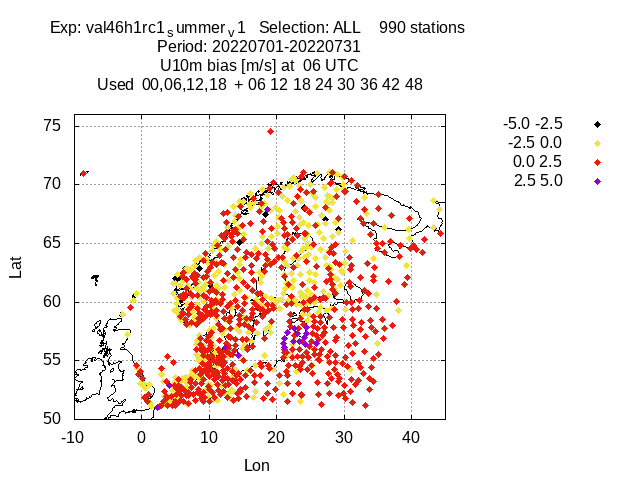 Exp: val46h1rc1summerv1 Selection: ALL 990 stations
Period: 20220701-20220731
U10m bias [m/s] at 06 UTC
Used 00,06,12,18 + 06 12 18 24 30 36 42 48
-5.0 -2.5
-2.5 0.0
0.0 2.5
2.5 5.0
75
70
65
60
55
50
Lat
-10 0 10 20 30 40
Lon